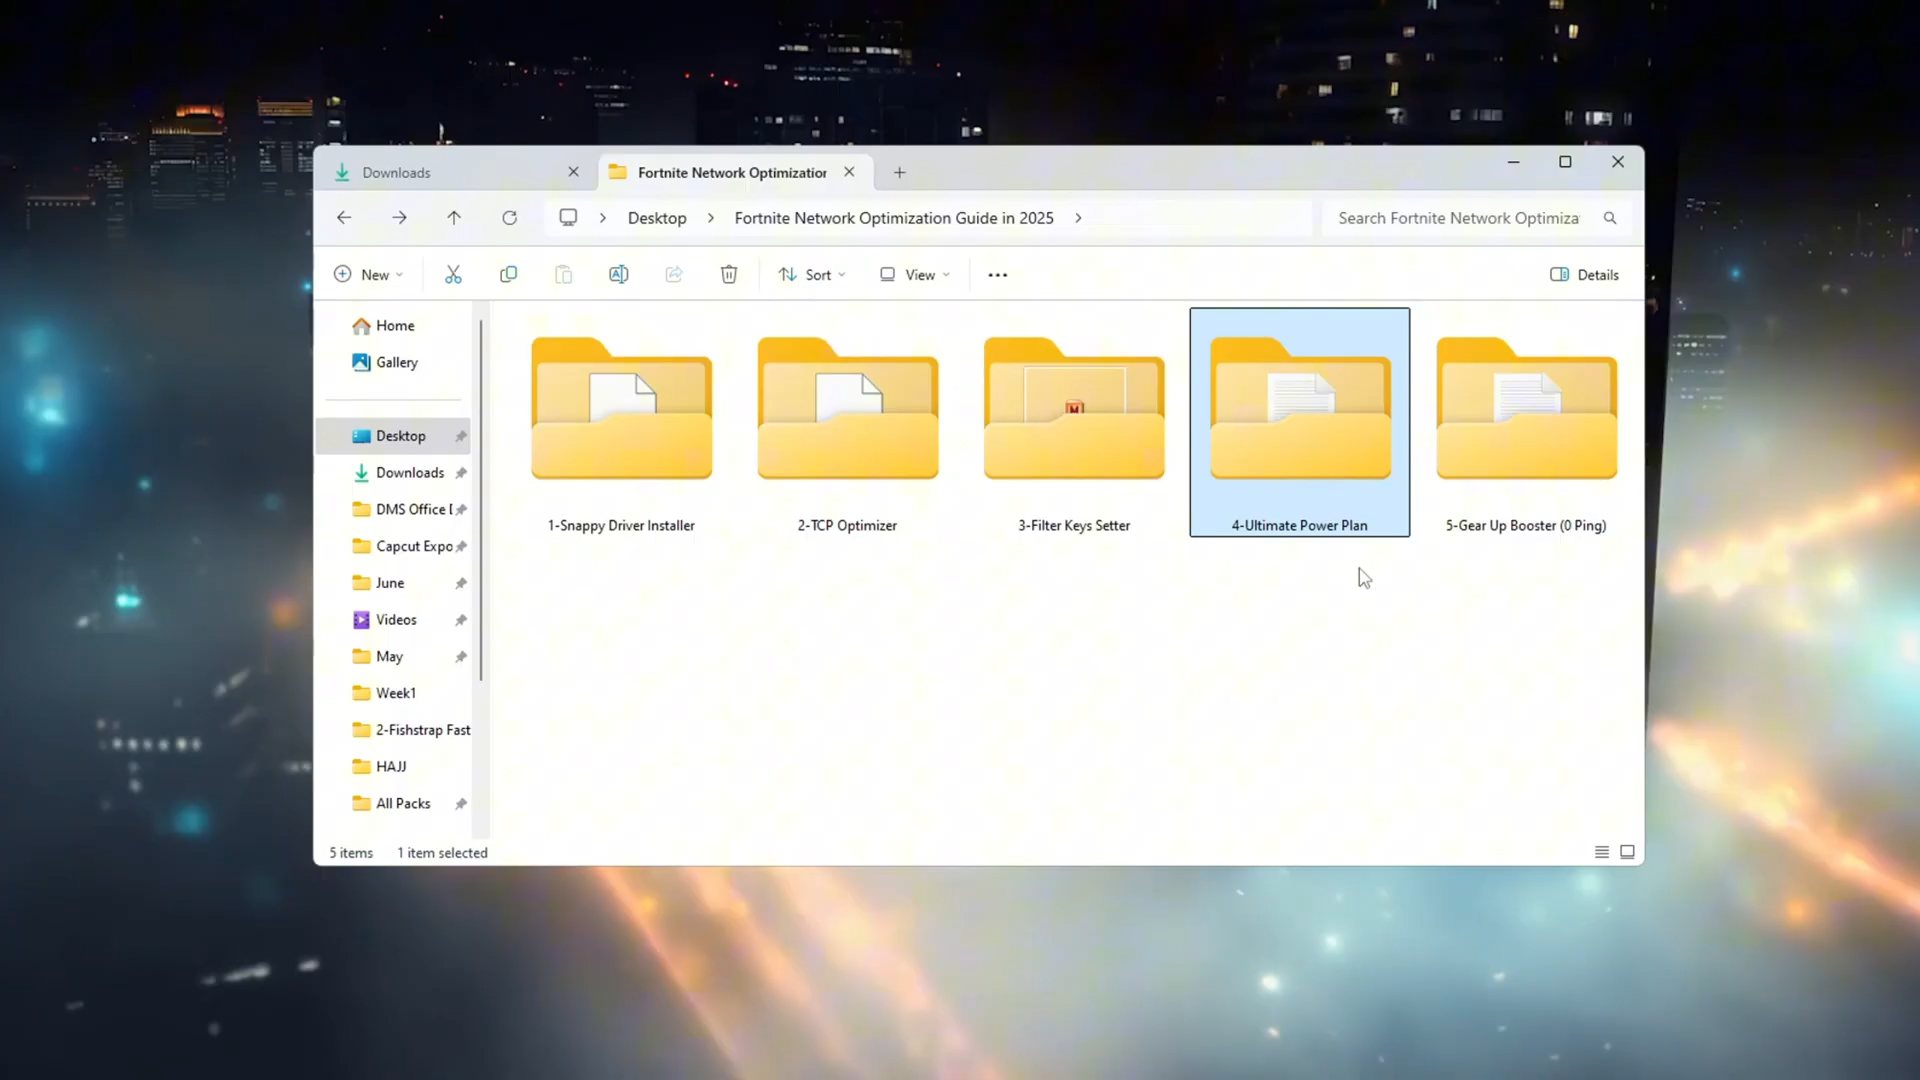 Downloads
Fortnite Network Optimization
Desktop
Fortnite Network Optimization Guide in 2025
Search Fortnite Network Optimiza
New
Sort
View
Details
Home
Gallery
Desktop
Downloads
DMS Office
Capcut Expo
June
Videos
May
Week1
2-Fishstrap Fast
HAJJ
All Packs
1-Snappy Driver Installer
2-TCP Optimizer
3-Filter Keys Setter
4-Ultimate Power Plan
5-Gear Up Booster (0 Ping)
5 items
1 item selected